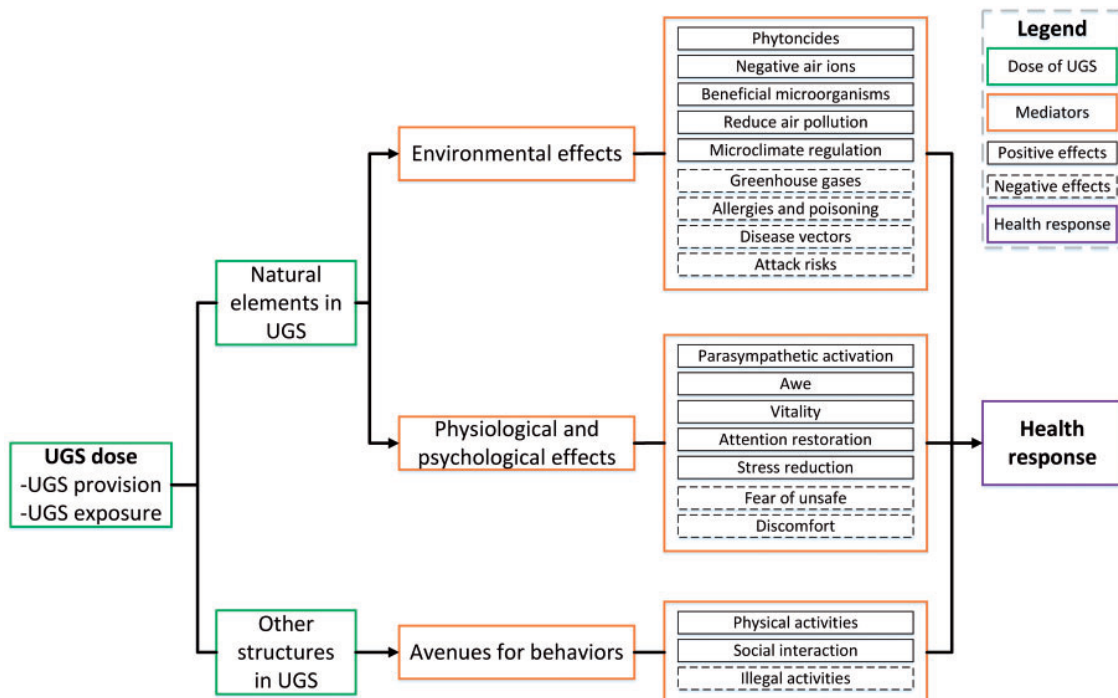 UGS dose
-UGS provision
-UGS exposure
Natural
elements in
UGS
Other
structures
in UGS
Environmental effects
Physiological and
psychological effects
Avenues for behaviors
Phytoncides
Negative air ions
Beneficial microorganisms
Reduce air pollution
Microclimate regulation
Greenhouse gases
Allergies and poisoning
Disease vectors
Attack risks
Parasympathetic activation
Awe
Vitality
Attention restoration
Stress reduction
Fear of unsafe
Discomfort
Physical activities
Social interaction
Illegal activities
Health
response
Legend
Dose of UGS
Mediators
Positive effects
Negative effects
Health response